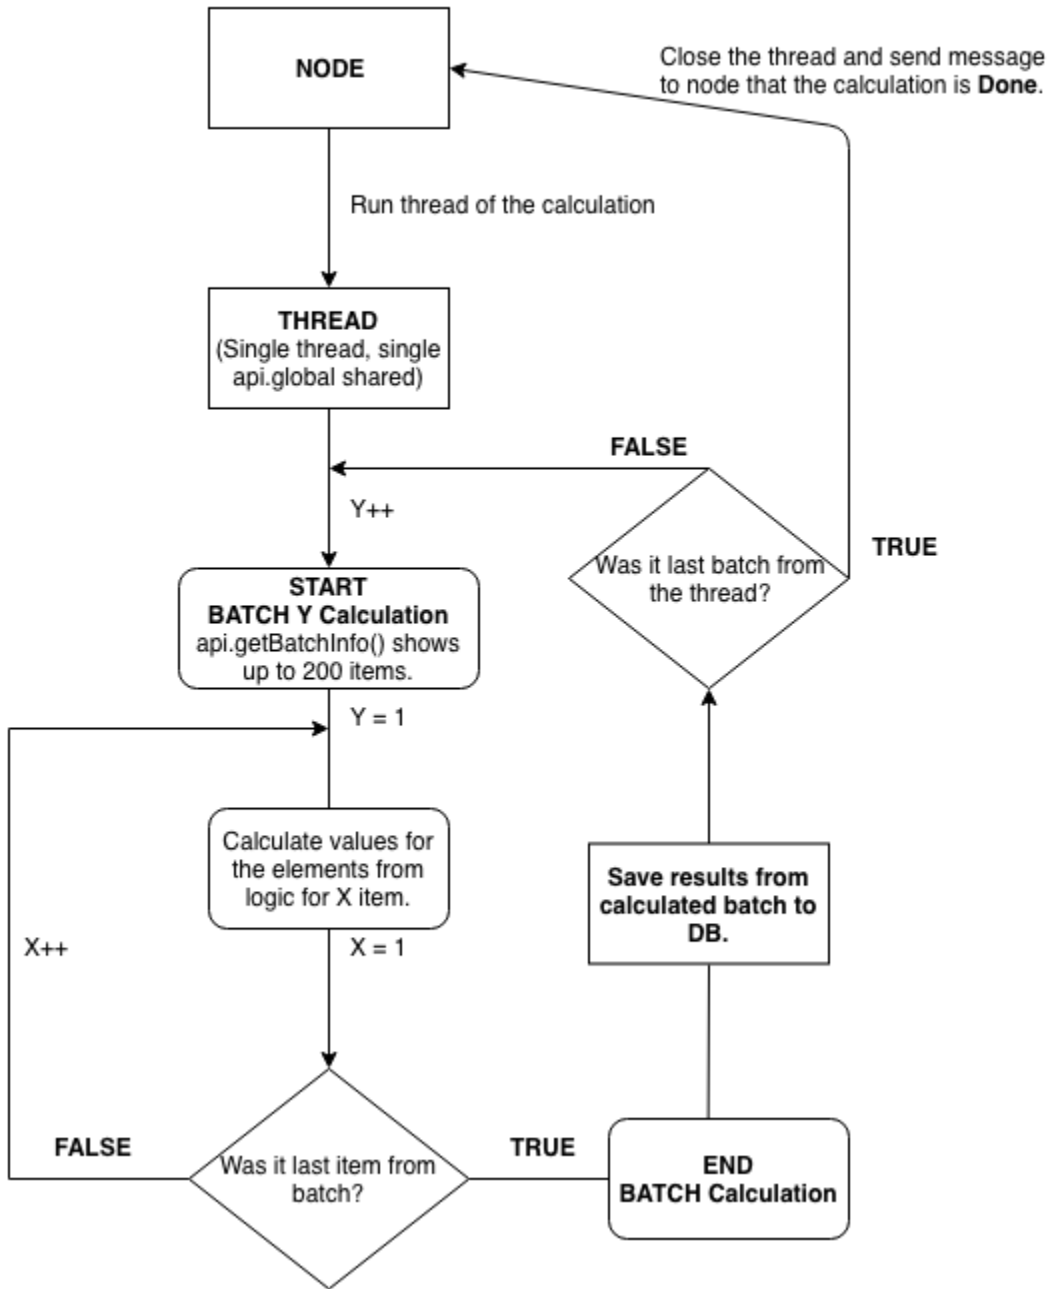 NODE
Close the thread and send message
to node that the calculation is Done.
Run thread of the calculation
THREAD
(Single thread, single
api.global shared)
FALSE
Y++
TRUE
Was it last batch from
the thread?
START
BATCH Y Calculation
api.getBatchInfo() shows
up to 200 items.
Y = 1
Calculate values for
the elements from
logic for X item.
Save results from
calculated batch to
DB.
X++
X = 1
FALSE
TRUE
Was it last item from
batch?
END
BATCH Calculation